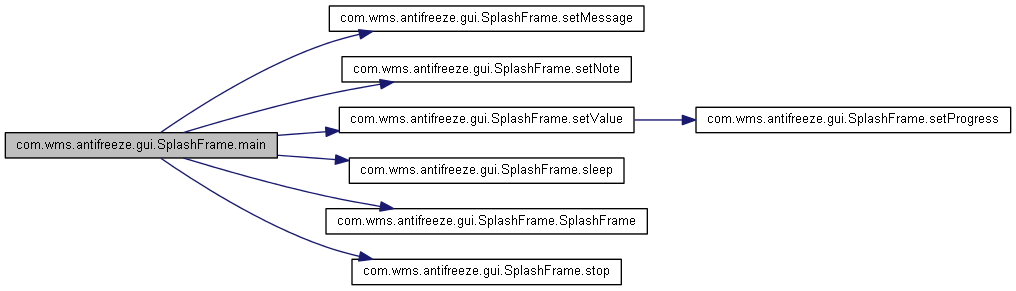 com.wms.antifreeze.gui.SplashFrame.setMessage
com.wms.antifreeze.gui.SplashFrame.setNote
com.wms.antifreeze.gui.SplashFrame.setValue
com.wms.antifreeze.gui.SplashFrame.setProgress
com.wms.antifreeze.gui.SplashFrame.main
com.wms.antifreeze.gui.SplashFrame.sleep
com.wms.antifreeze.gui.SplashFrame.SplashFrame
com.wms.antifreeze.gui.SplashFrame.stop